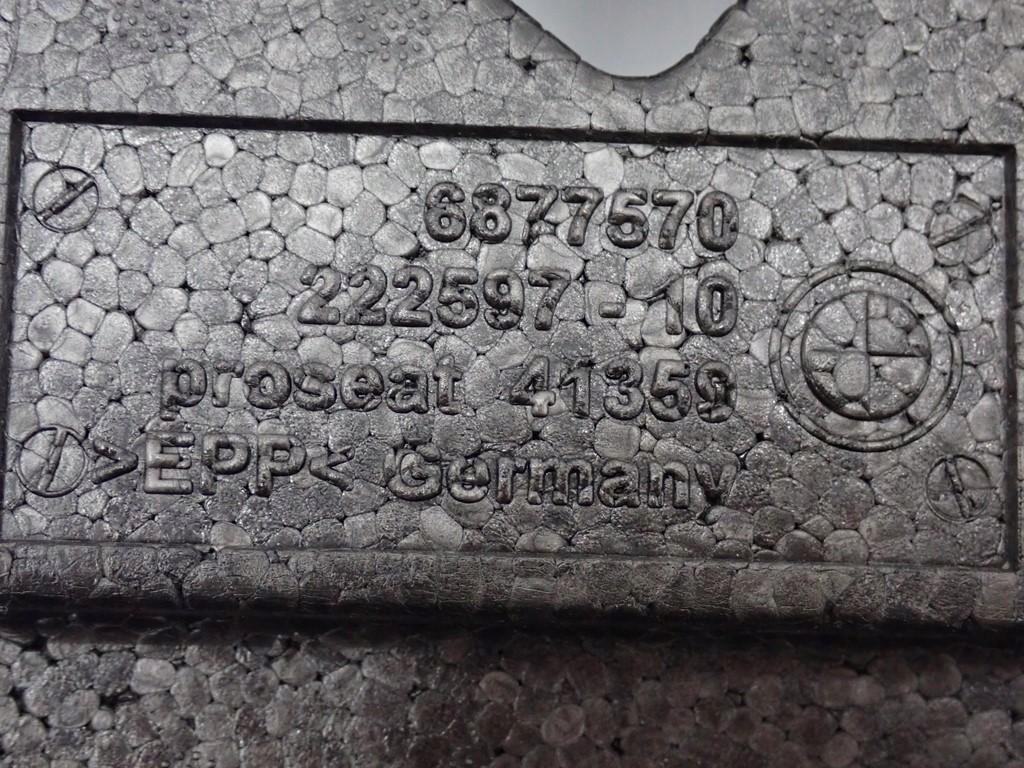 6877570
222597 - 10
proseat 41359
>EPP< Germany